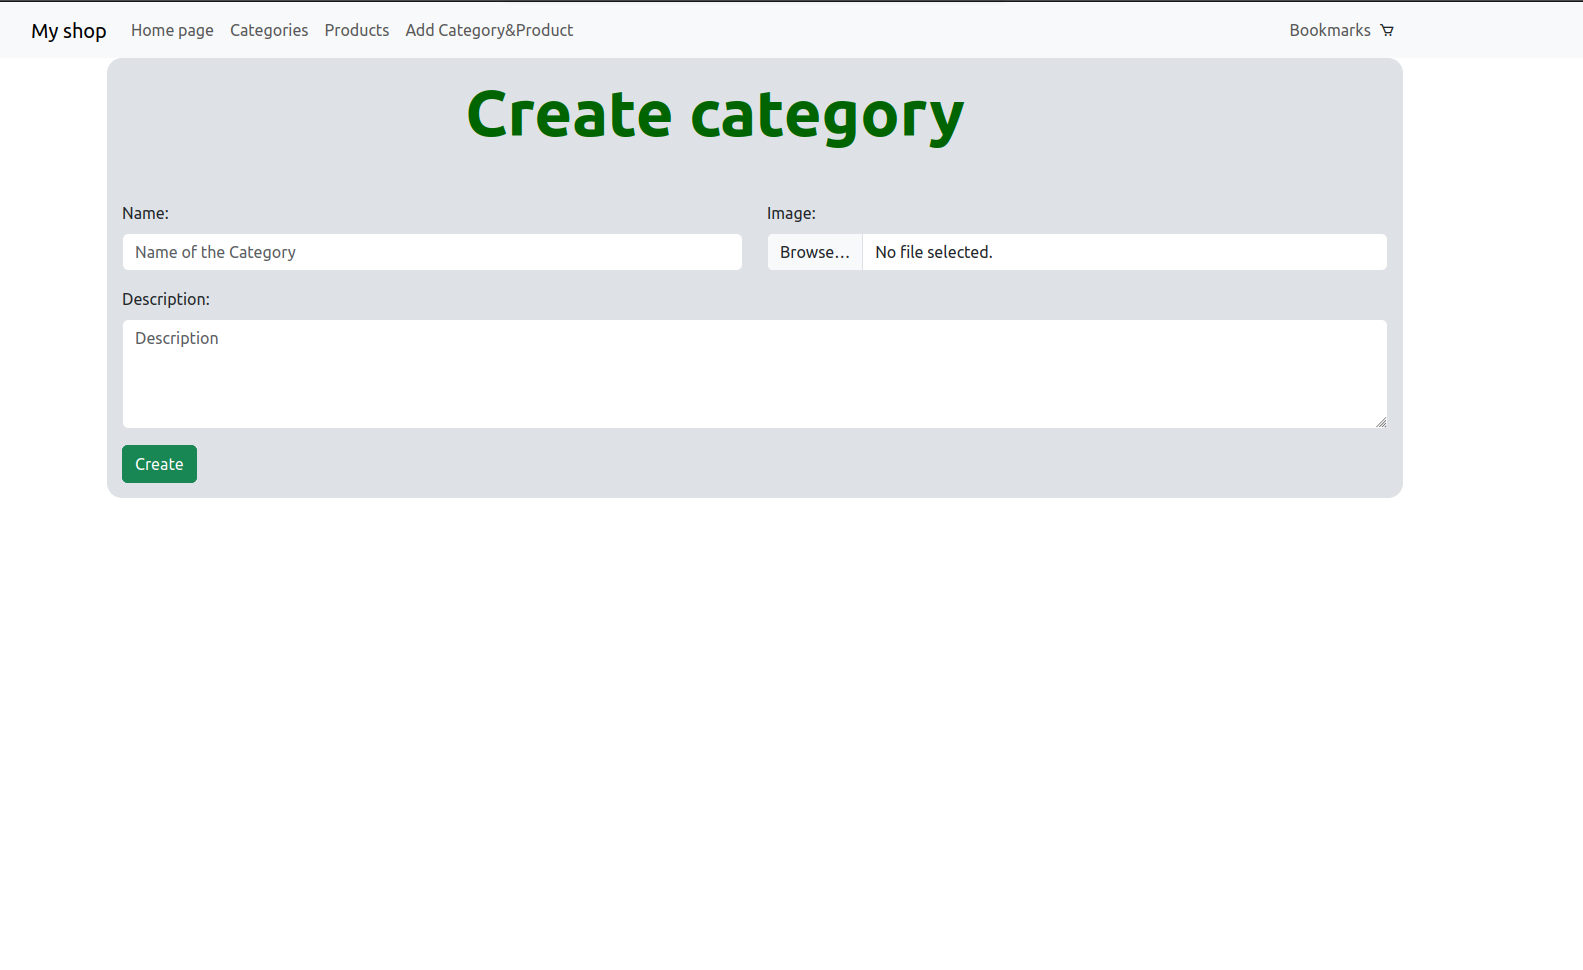 My shop Home page Categories Products Add Category&Product Bookmarks
Create category
Name: Image:
Name of the Category Browse... No file selected.
Description:
Description
Create